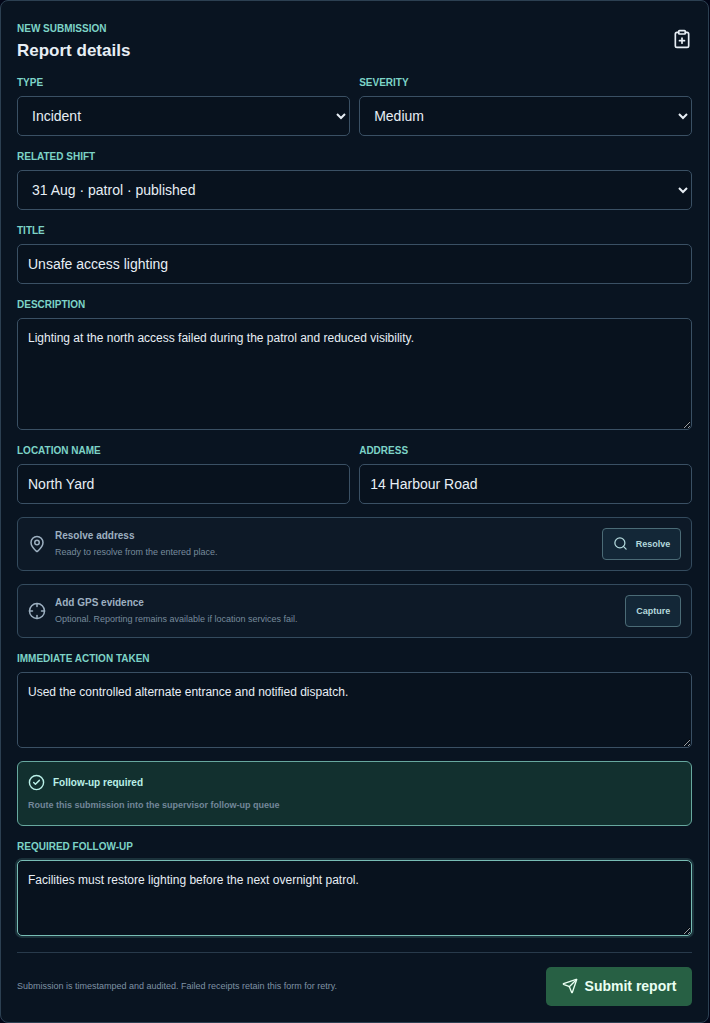 NEW SUBMISSION
Report details
TYPE
SEVERITY
Incident
Medium
RELATED SHIFT
31 Aug · patrol · published
TITLE
Unsafe access lighting
DESCRIPTION
Lighting at the north access failed during the patrol and reduced visibility.
LOCATION NAME
ADDRESS
North Yard
14 Harbour Road
Resolve address
Ready to resolve from the entered place.
Resolve
Add GPS evidence
Optional. Reporting remains available if location services fail.
Capture
IMMEDIATE ACTION TAKEN
Used the controlled alternate entrance and notified dispatch.
Follow-up required
Route this submission into the supervisor follow-up queue
REQUIRED FOLLOW-UP
Facilities must restore lighting before the next overnight patrol.
Submission is timestamped and audited. Failed receipts retain this form for retry.
Submit report